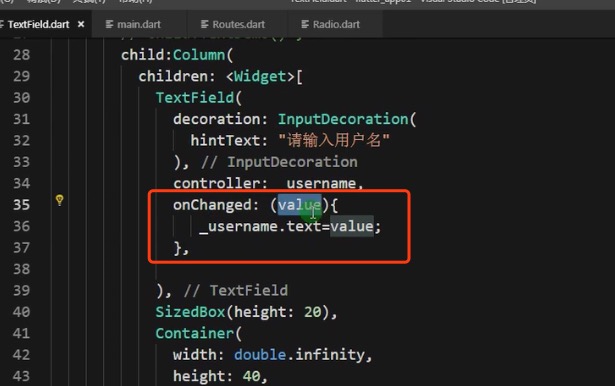 TextField.dart × main.dart Routes.dart Radio.dart
28 child:Column(
29 children: <Widget>[
30 TextField(
31 decoration: InputDecoration(
32 hintText: "请输入用户名"
33 ), // InputDecoration
34 controller: _username,
35 onChanged: (value){
36 _username.text=value;
37 },
38
39 ), // TextField
40 SizedBox(height: 20),
41 Container(
42 width: double.infinity,
43 height: 40,